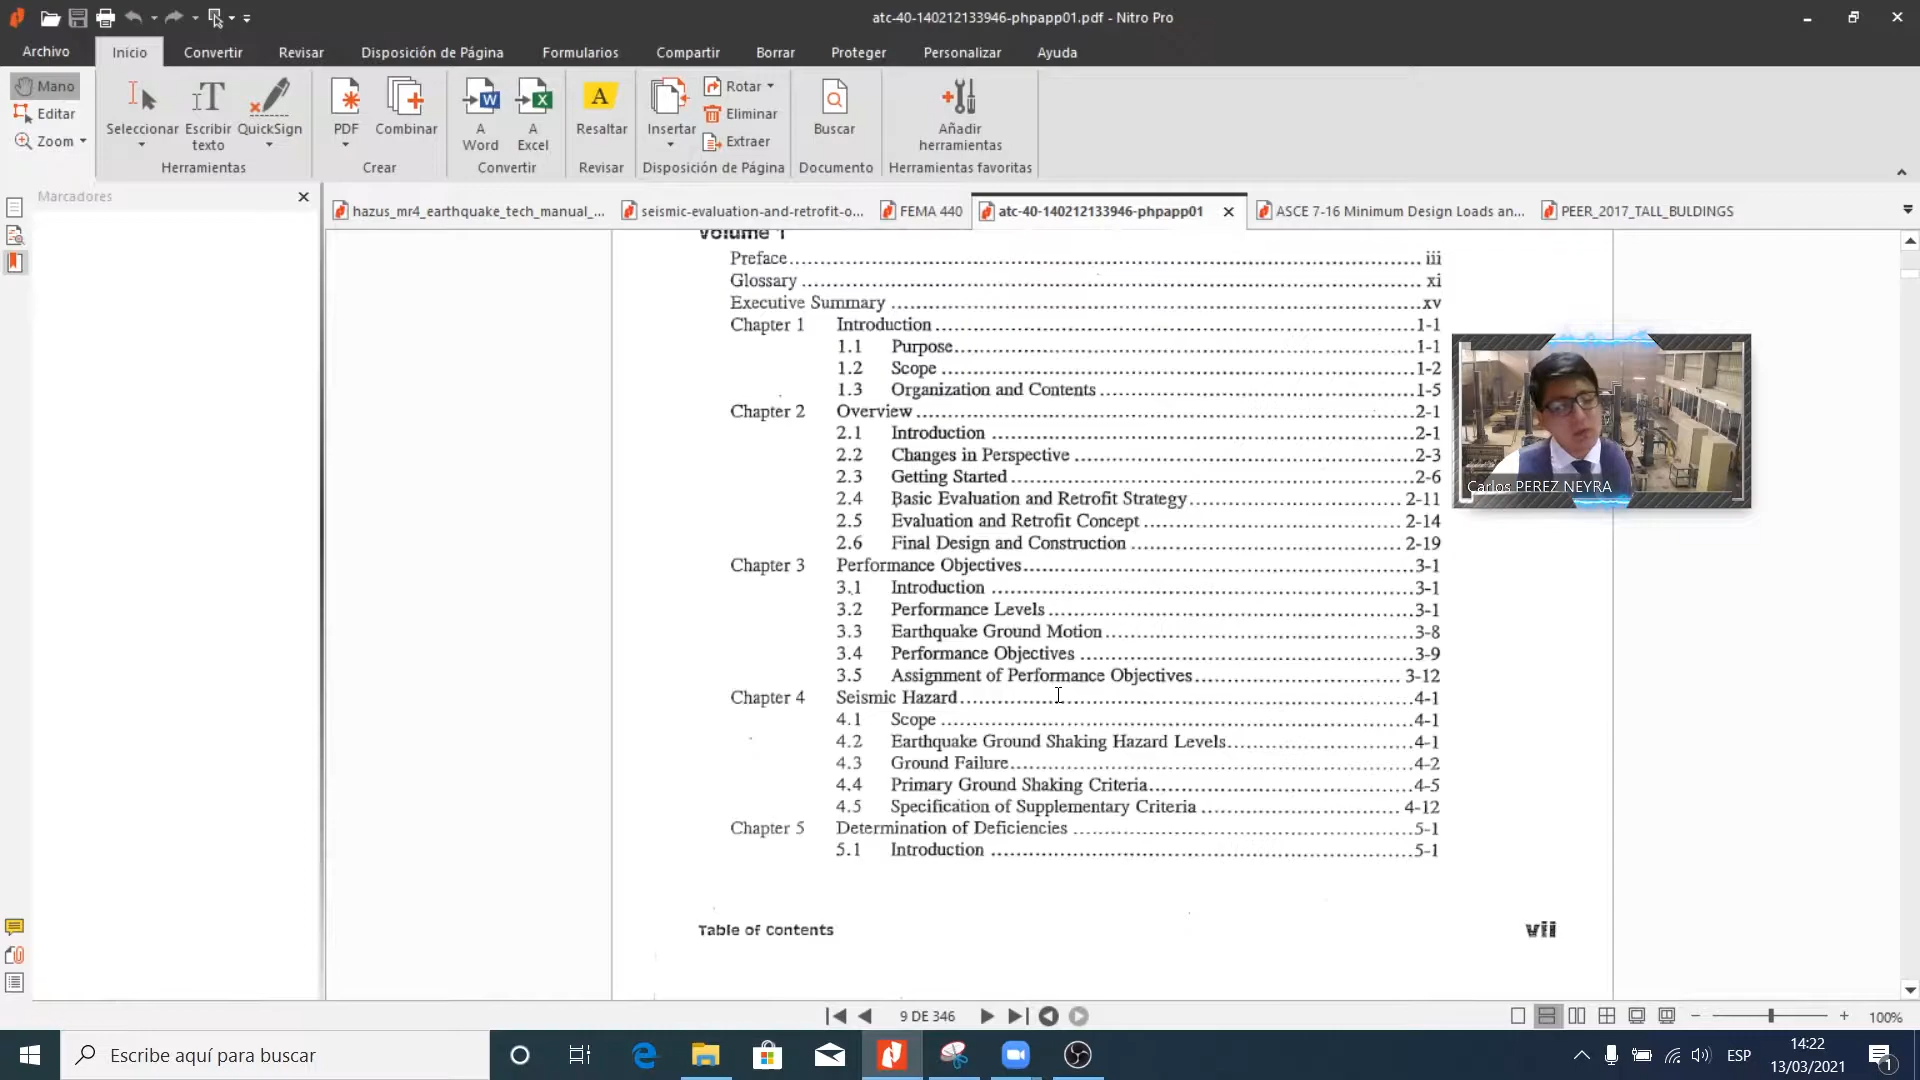 atc-40-140212133946-phpapp01.pdf - Nitro Pro
Archivo Inicio Convertir Revisar Disposición de Página Formularios Compartir Borrar Proteger Personalizar Ayuda
Mano
Editar
Zoom
Seleccionar
Escribir texto
QuickSign
Herramientas
PDF
Combinar
Crear
A Word
A Excel
Convertir
Resaltar
Revisar
Insertar
Rotar
Eliminar
Extraer
Disposición de Página
Buscar
Documento
Añadir herramientas
Herramientas favoritas
Marcadores
hazus_mr4_earthquake_tech_manual_... seismic-evaluation-and-retrofit-o... FEMA 440 atc-40-140212133946-phpapp01 ASCE 7-16 Minimum Design Loads an... PEER_2017_TALL_BULDINGS
Volume 1
Preface iii
Glossary xi
Executive Summary xv
Chapter 1 Introduction 1-1
1.1 Purpose 1-1
1.2 Scope 1-2
1.3 Organization and Contents 1-5
Chapter 2 Overview 2-1
2.1 Introduction 2-1
2.2 Changes in Perspective 2-3
2.3 Getting Started 2-6
2.4 Basic Evaluation and Retrofit Strategy 2-11
2.5 Evaluation and Retrofit Concept 2-14
2.6 Final Design and Construction 2-19
Chapter 3 Performance Objectives 3-1
3.1 Introduction 3-1
3.2 Performance Levels 3-1
3.3 Earthquake Ground Motion 3-8
3.4 Performance Objectives 3-9
3.5 Assignment of Performance Objectives 3-12
Chapter 4 Seismic Hazard 4-1
4.1 Scope 4-1
4.2 Earthquake Ground Shaking Hazard Levels 4-1
4.3 Ground Failure 4-2
4.4 Primary Ground Shaking Criteria 4-5
4.5 Specification of Supplementary Criteria 4-12
Chapter 5 Determination of Deficiencies 5-1
5.1 Introduction 5-1
Table of Contents vii
Carlos PEREZ NEYRA
9 DE 346
100%
Escribe aquí para buscar
ESP
14:22
13/03/2021
1